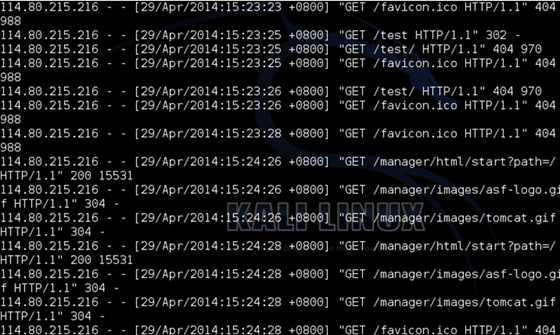 114.80.215.216 - - [29/Apr/2014:15:23:23 +0800] "GET /favicon.ico HTTP/1.1" 404
988
114.80.215.216 - - [29/Apr/2014:15:23:25 +0800] "GET /test HTTP/1.1" 302 -
114.80.215.216 - - [29/Apr/2014:15:23:25 +0800] "GET /test/ HTTP/1.1" 404 970
114.80.215.216 - - [29/Apr/2014:15:23:25 +0800] "GET /favicon.ico HTTP/1.1" 404
988
114.80.215.216 - - [29/Apr/2014:15:23:26 +0800] "GET /test/ HTTP/1.1" 404 970
114.80.215.216 - - [29/Apr/2014:15:23:26 +0800] "GET /favicon.ico HTTP/1.1" 404
988
114.80.215.216 - - [29/Apr/2014:15:23:28 +0800] "GET /favicon.ico HTTP/1.1" 404
988
114.80.215.216 - - [29/Apr/2014:15:24:26 +0800] "GET /manager/html/start?path=/
HTTP/1.1" 200 15531
114.80.215.216 - - [29/Apr/2014:15:24:26 +0800] "GET /manager/images/asf-logo.gi
f HTTP/1.1" 304 -
114.80.215.216 - - [29/Apr/2014:15:24:26 +0800] "GET /manager/images/tomcat.gif
HTTP/1.1" 304 -
KALI LINUX
114.80.215.216 - - [29/Apr/2014:15:24:28 +0800] "GET /manager/html/start?path=/
HTTP/1.1" 200 15531
114.80.215.216 - - [29/Apr/2014:15:24:28 +0800] "GET /manager/images/asf-logo.gi
f HTTP/1.1" 304 -
114.80.215.216 - - [29/Apr/2014:15:24:28 +0800] "GET /manager/images/tomcat.gif
HTTP/1.1" 304 -
114.80.215.216 - - [29/Apr/2014:15:24:28 +0800] "GET /favicon.ico HTTP/1.1" 404